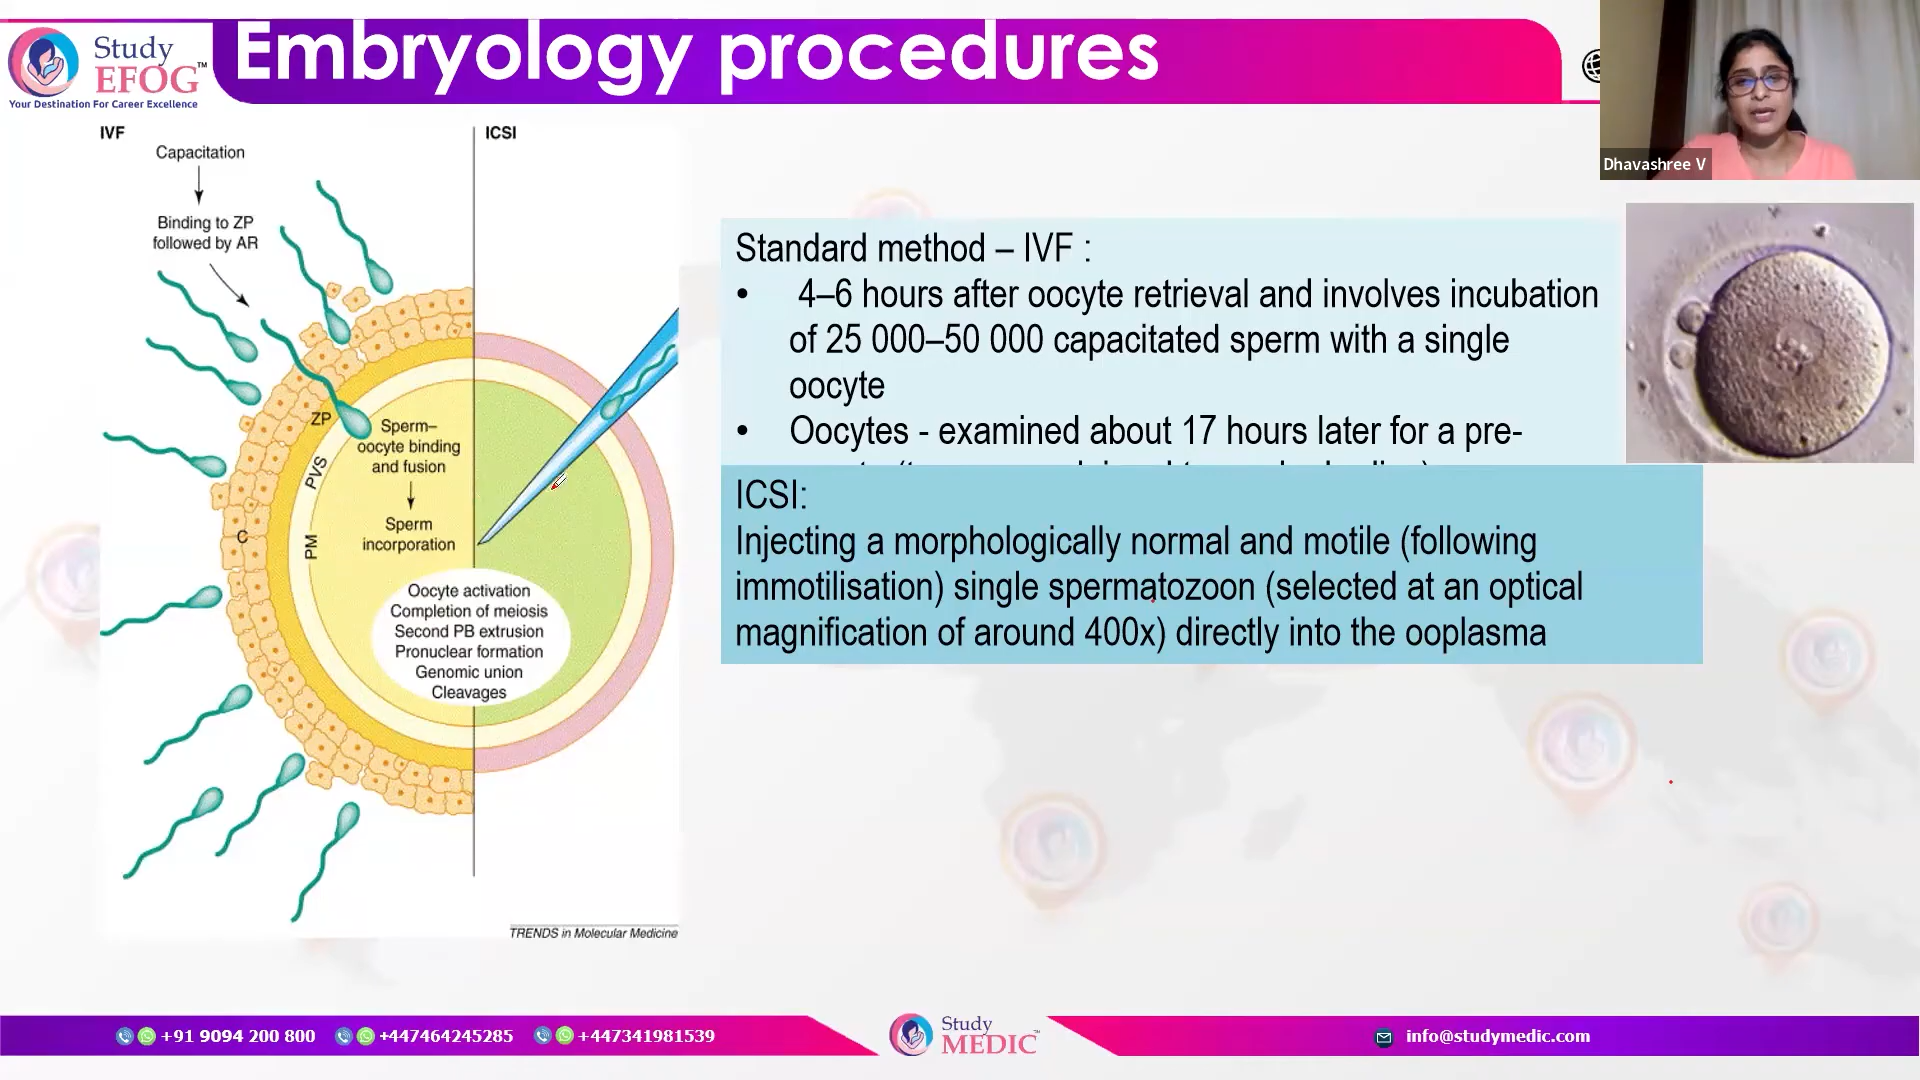 Embryology procedures
Study
EFOG™
Your Destination For Career Excellence
Dhavashree V
IVF
ICSI
Capacitation
Binding to ZP
followed by AR
ZP
PVS
PM
C
Sperm–
oocyte binding
and fusion
Sperm
incorporation
Oocyte activation
Completion of meiosis
Second PB extrusion
Pronuclear formation
Genomic union
Cleavages
TRENDS in Molecular Medicine
Standard method – IVF :
• 4–6 hours after oocyte retrieval and involves incubation
of 25 000–50 000 capacitated sperm with a single
oocyte
• Oocytes - examined about 17 hours later for a pre-
ICSI:
Injecting a morphologically normal and motile (following
immotilisation) single spermatozoon (selected at an optical
magnification of around 400x) directly into the ooplasma
+91 9094 200 800
+447464245285
+447341981539
Study
MEDIC™
info@studymedic.com